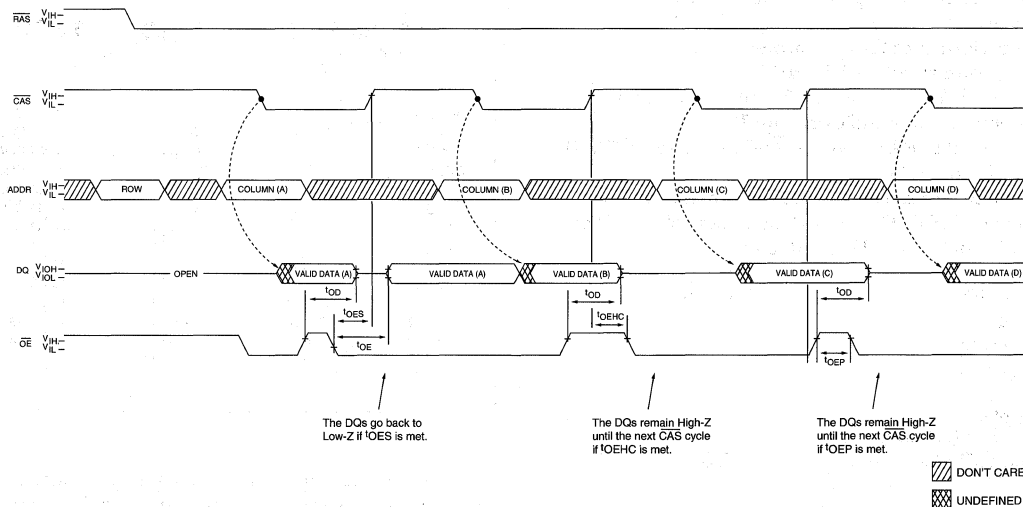 RAS VIH VIL
CAS VIH VIL
ADDR VIH VIL ROW COLUMN (A) COLUMN (B) COLUMN (C) COLUMN (D)
DQ VIOH VIOL OPEN VALID DATA (A) VALID DATA (A) VALID DATA (B) VALID DATA (C) VALID DATA (D)
tOD tOD tOD
tOES tOEHC
OE VIH VIL tOE tOEP
The DQs go back to
Low-Z if tOES is met.
The DQs remain High-Z
until the next CAS cycle
if tOEHC is met.
The DQs remain High-Z
until the next CAS cycle
if tOEP is met.
DON'T CARE
UNDEFINED